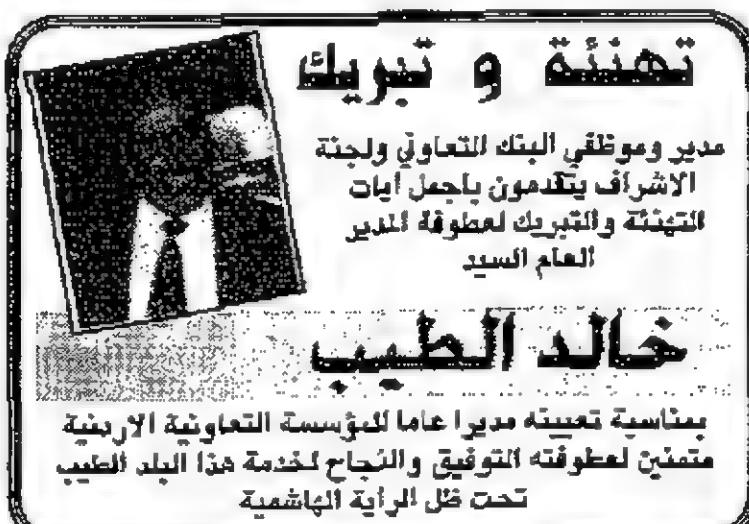 تهنئة و تبريك
مدير وموظفي البنك التعاوني ولجنة
الاشراف يتقدمون باجمل آيات
التهنئة والتبريك لعطوفة المدير
العام السيد
خالد الطيب
بمناسبة تعيينه مديرا عاما للمؤسسة التعاونية الاردنية
متمنين لعطوفته التوفيق والنجاح لخدمة هذا البلد الطيب
تحت ظل الراية الهاشمية